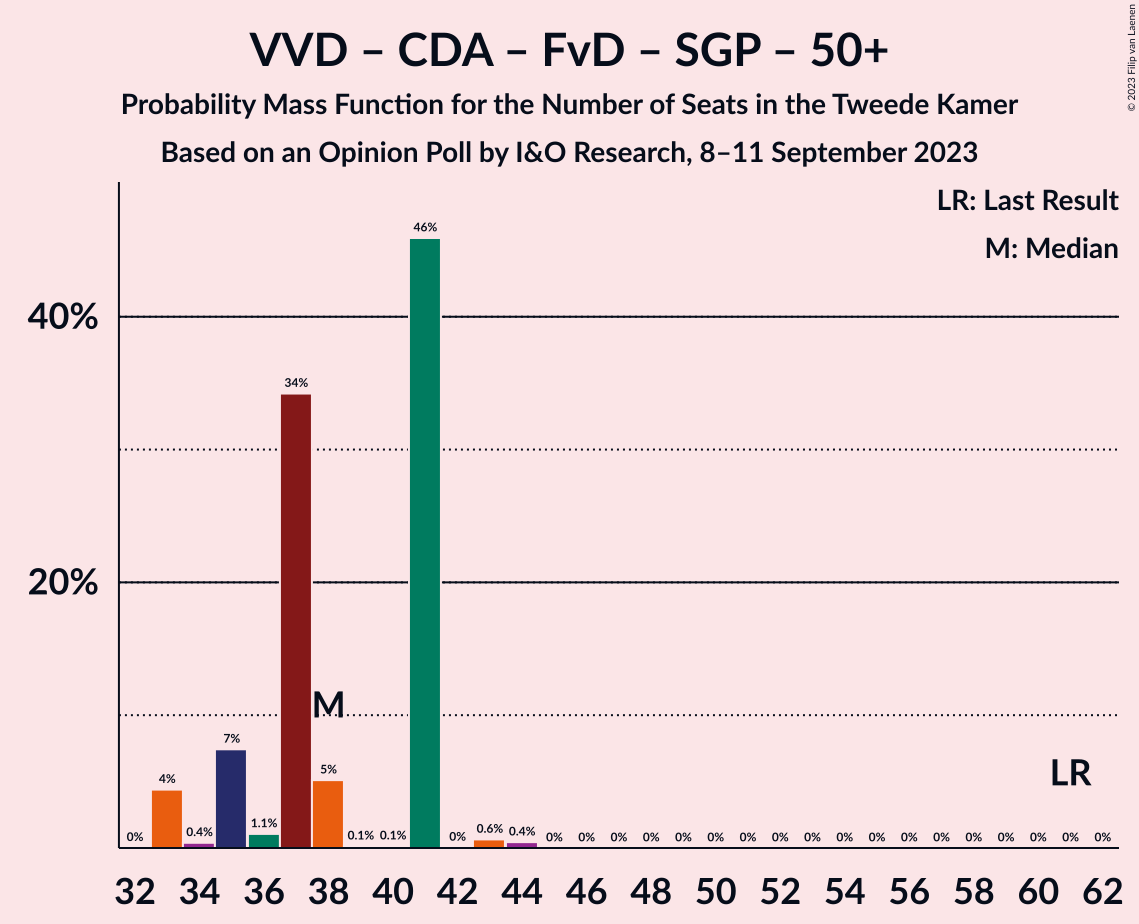 VVD – CDA – FvD – SGP – 50+
Probability Mass Function for the Number of Seats in the Tweede Kamer
Based on an Opinion Poll by I&O Research, 8–11 September 2023
© 2023 Filip van Laenen
LR: Last Result
M: Median
46%
40%
34%
20%
M
7%
LR
4%
5%
0% 0.4% 1.1% 0.1% 0.1% 0% 0.6% 0.4% 0% 0% 0% 0% 0% 0% 0% 0% 0% 0% 0% 0% 0% 0% 0% 0% 0% 0%
32 34 36 38 40 42 44 46 48 50 52 54 56 58 60 62